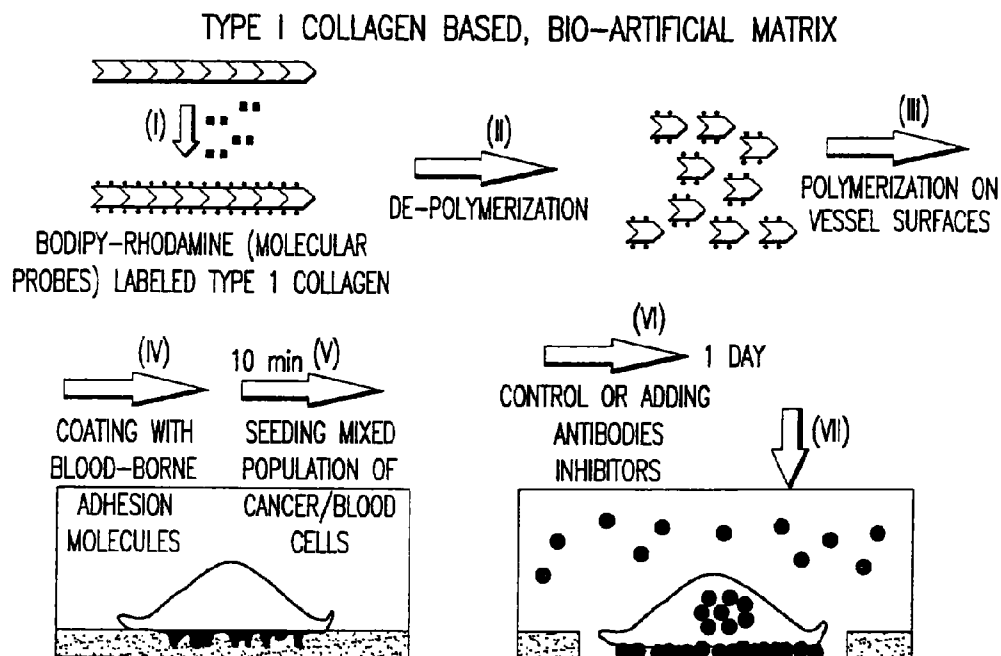 TYPE I COLLAGEN BASED, BIO-ARTIFICIAL MATRIX
(I)
BODIPY-RHODAMINE (MOLECULAR
PROBES) LABELED TYPE 1 COLLAGEN
(II)
DE-POLYMERIZATION
(III)
POLYMERIZATION ON
VESSEL SURFACES
(IV)
COATING WITH
BLOOD-BORNE
ADHESION
MOLECULES
10 min (V)
SEEDING MIXED
POPULATION OF
CANCER/BLOOD
CELLS
(VI)
1 DAY
CONTROL OR ADDING
ANTIBODIES
INHIBITORS
(VII)